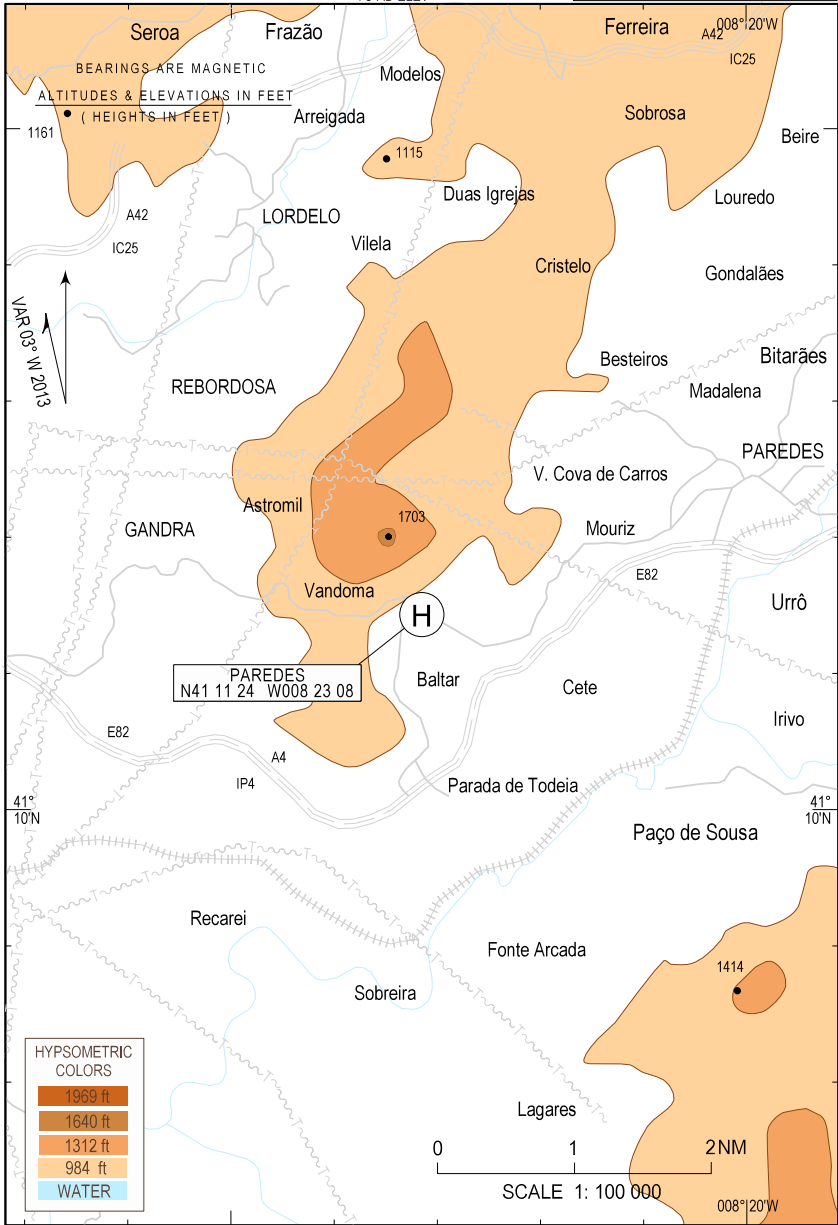 008° 20'W
Seroa
Frazão
Ferreira
A42
IC25
BEARINGS ARE MAGNETIC
Modelos
ALTITUDES & ELEVATIONS IN FEET
( HEIGHTS IN FEET )
Arreigada
Sobrosa
1161
1115
Beire
Duas Igrejas
Louredo
A42
LORDELO
IC25
Vilela
Cristelo
Gondalães
VAR 03° W 2013
Besteiros
Bitarães
REBORDOSA
Madalena
PAREDES
V. Cova de Carros
Astromil
1703
GANDRA
Mouriz
E82
Vandoma
H
Urrô
PAREDES
N41 11 24 W008 23 08
Baltar
Cete
E82
Irivo
A4
IP4
Parada de Todeia
41°
10'N
41°
10'N
Paço de Sousa
Recarei
Fonte Arcada
1414
Sobreira
HYPSOMETRIC
COLORS
1969 ft
1640 ft
1312 ft
984 ft
WATER
Lagares
0 1 2NM
SCALE 1: 100 000
008° 20'W